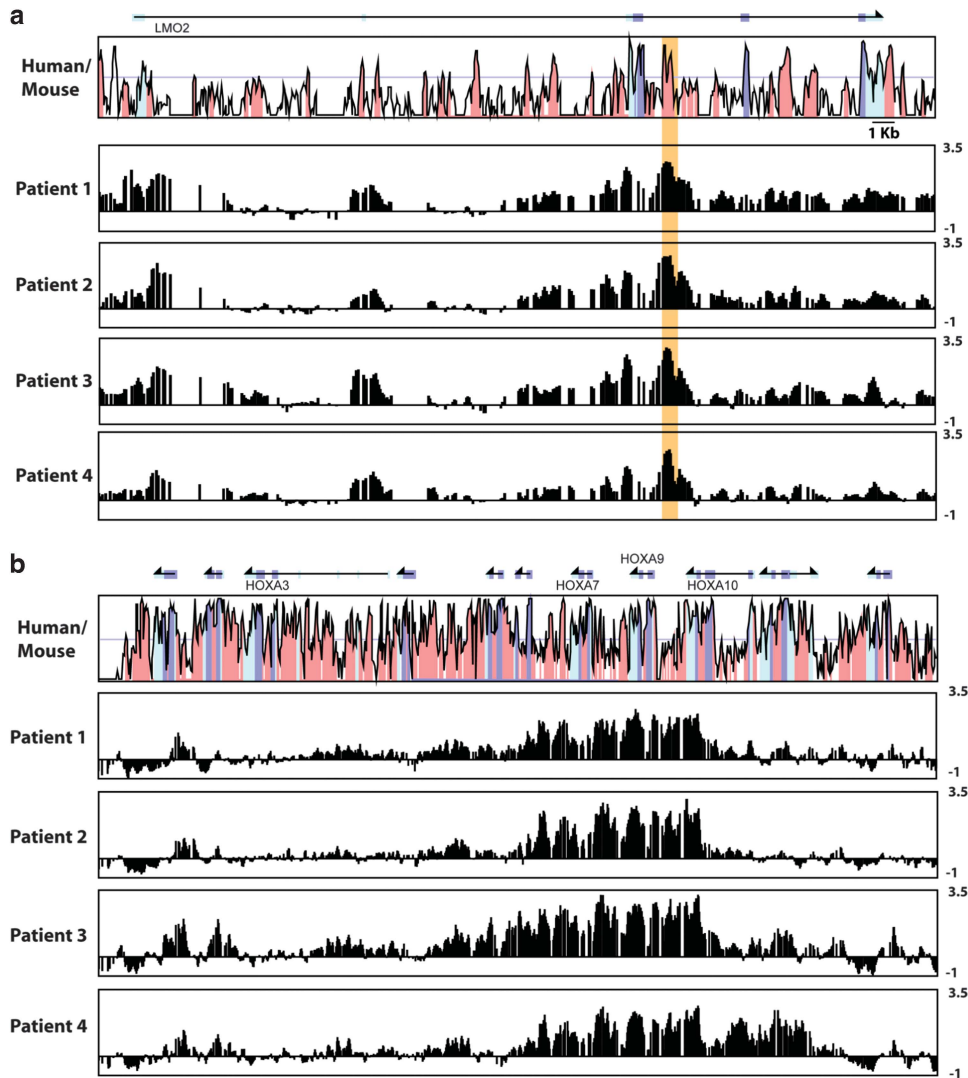 a
LMO2
Human/
Mouse
1 Kb
3.5
Patient 1
-1
3.5
Patient 2
-1
3.5
Patient 3
-1
3.5
Patient 4
-1
b
HOXA9
HOXA3
HOXA7
HOXA10
Human/
Mouse
3.5
Patient 1
-1
3.5
Patient 2
-1
3.5
Patient 3
-1
3.5
Patient 4
-1